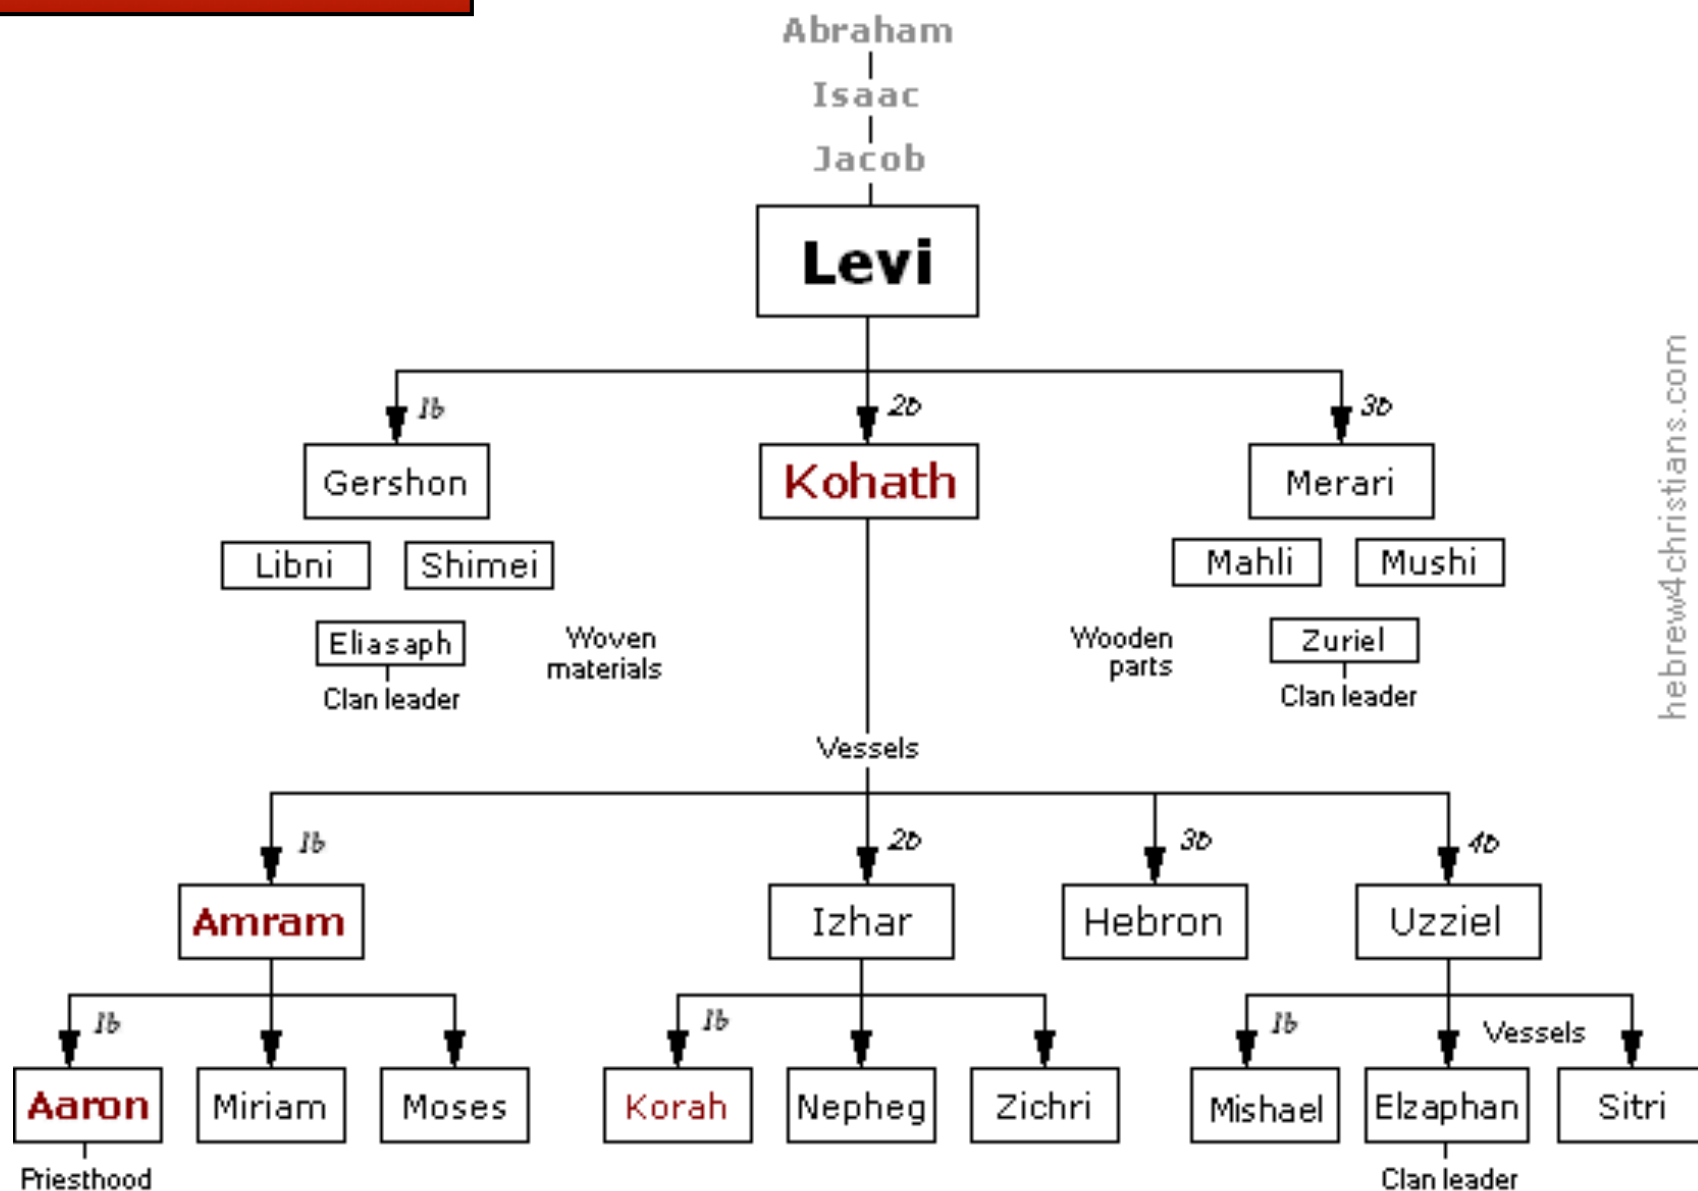 Abraham
Isaac
Jacob
Levi
1b
2b
3b
Gershon
Kohath
Merari
Libni
Shimei
Mahli
Mushi
Eliasaph
Woven
materials
Wooden
parts
Zuriel
Clan leader
Clan leader
Vessels
1b
2b
3b
4b
Amram
Izhar
Hebron
Uzziel
1b
1b
1b
Vessels
Aaron
Miriam
Moses
Korah
Nepheg
Zichri
Mishael
Elzaphan
Sitri
Priesthood
Clan leader
hebrew4christians.com